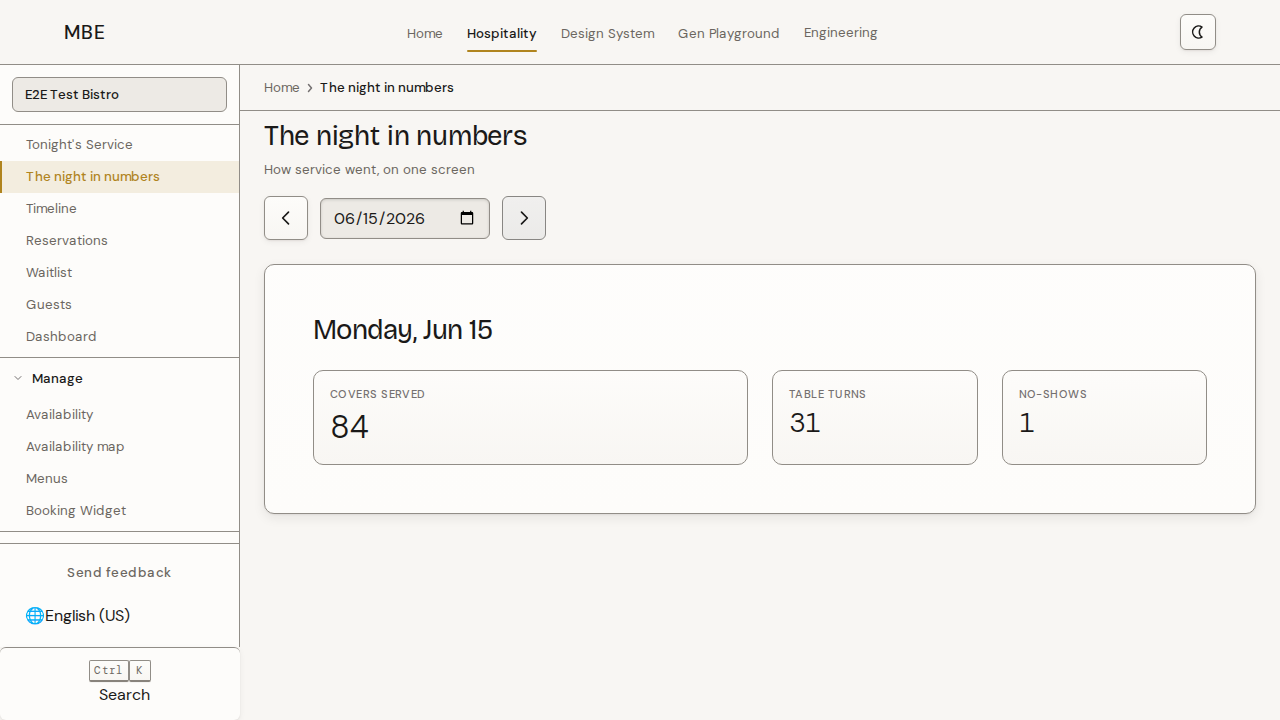 MBE
Home
Hospitality
Design System
Gen Playground
Engineering
E2E Test Bistro
Tonight's Service
The night in numbers
Timeline
Reservations
Waitlist
Guests
Dashboard
Manage
Availability
Availability map
Menus
Booking Widget
Send feedback
English (US)
Ctrl K
Search
Home > The night in numbers
The night in numbers
How service went, on one screen
06/15/2026
Monday, Jun 15
COVERS SERVED
84
TABLE TURNS
31
NO-SHOWS
1